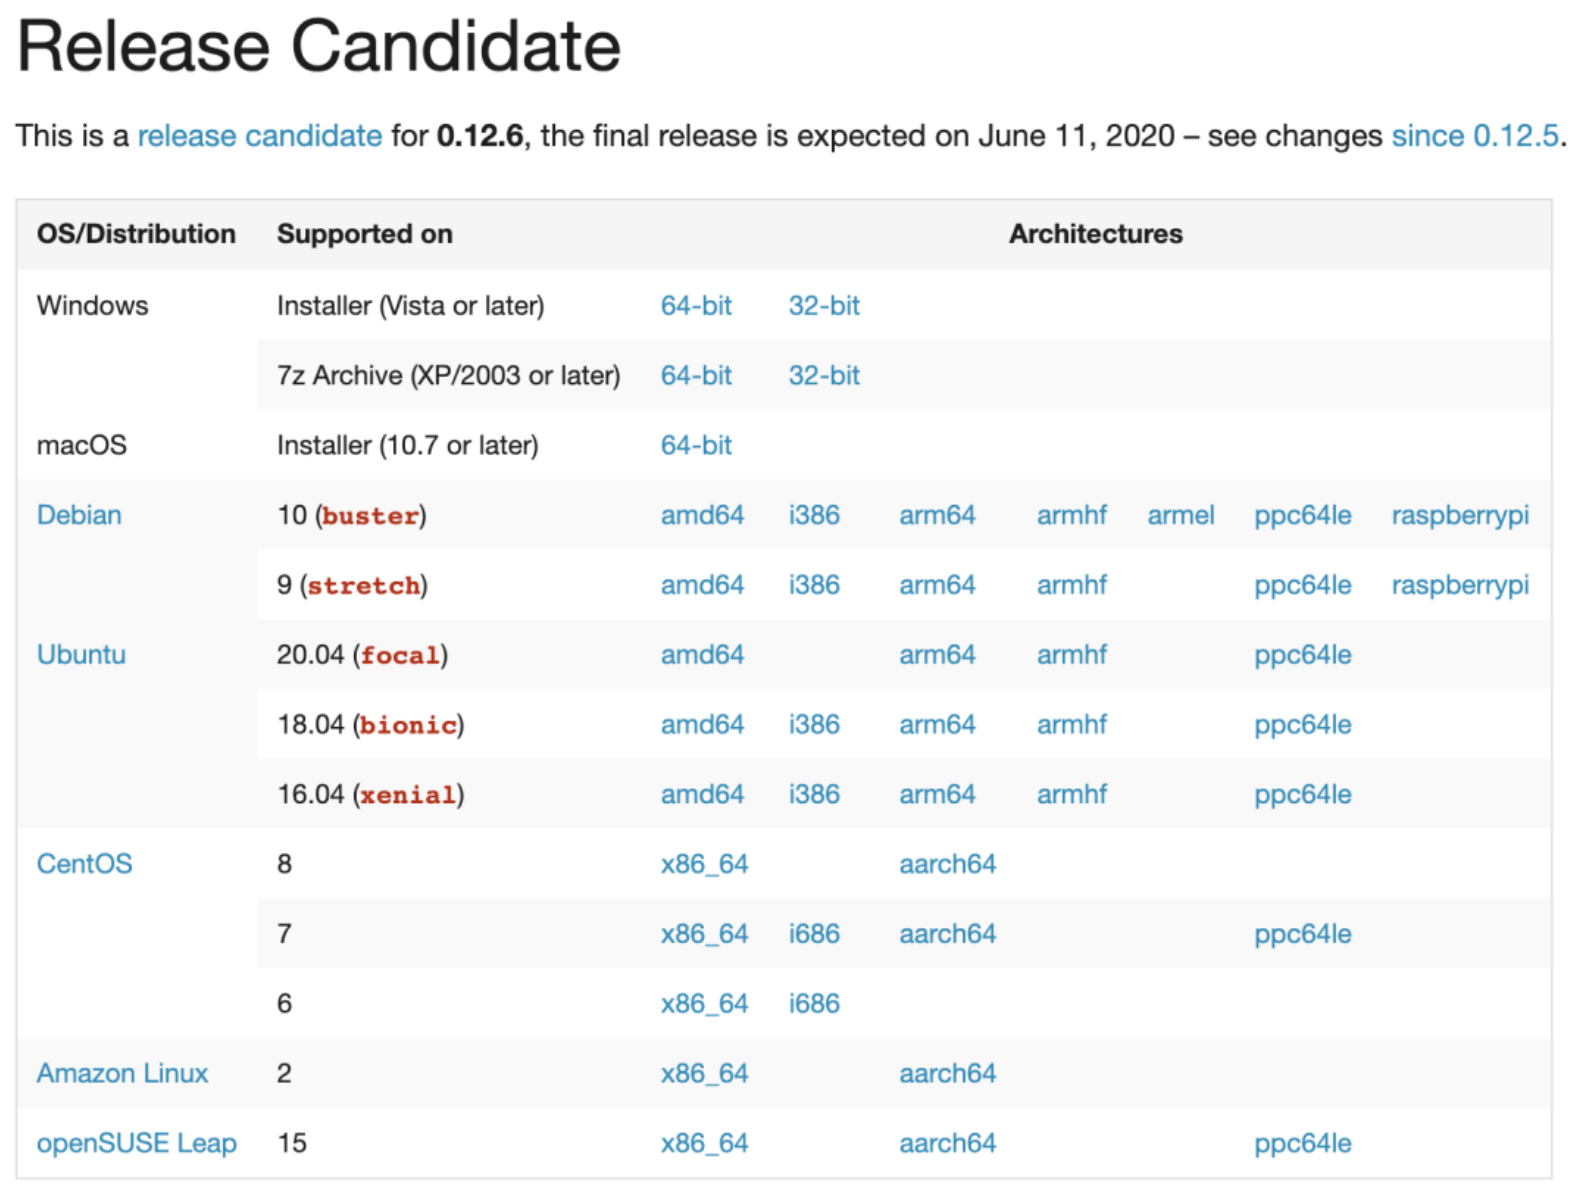 Release Candidate
This is a release candidate for 0.12.6, the final release is expected on June 11, 2020 – see changes since 0.12.5.
OS/Distribution Supported on Architectures
Windows Installer (Vista or later) 64-bit 32-bit
7z Archive (XP/2003 or later) 64-bit 32-bit
macOS Installer (10.7 or later) 64-bit
Debian 10 (buster) amd64 i386 arm64 armhf armel ppc64le raspberrypi
9 (stretch) amd64 i386 arm64 armhf ppc64le raspberrypi
Ubuntu 20.04 (focal) amd64 arm64 armhf ppc64le
18.04 (bionic) amd64 i386 arm64 armhf ppc64le
16.04 (xenial) amd64 i386 arm64 armhf ppc64le
CentOS 8 x86_64 aarch64
7 x86_64 i686 aarch64 ppc64le
6 x86_64 i686
Amazon Linux 2 x86_64 aarch64
openSUSE Leap 15 x86_64 aarch64 ppc64le